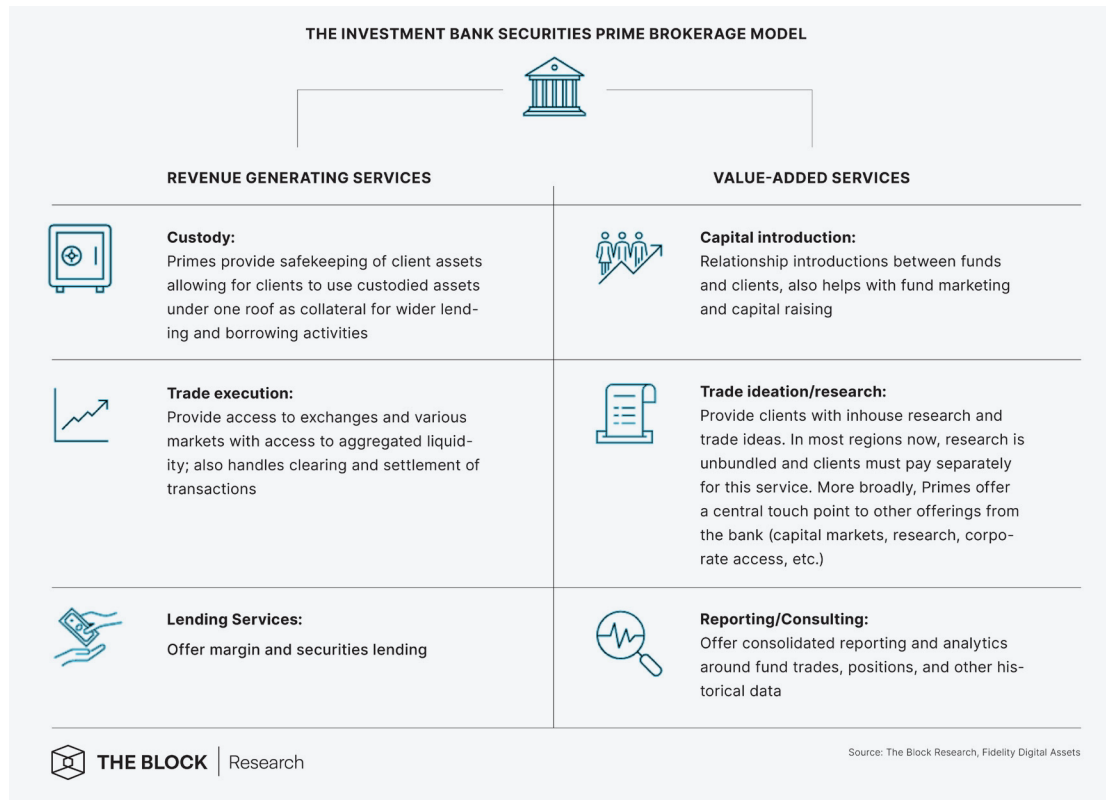 THE INVESTMENT BANK SECURITIES PRIME BROKERAGE MODEL
REVENUE GENERATING SERVICES
Custody:
Primes provide safekeeping of client assets
allowing for clients to use custodied assets
under one roof as collateral for wider lend-
ing and borrowing activities
Trade execution:
Provide access to exchanges and various
markets with access to aggregated liquid-
ity; also handles clearing and settlement of
transactions
Lending Services:
Offer margin and securities lending
VALUE-ADDED SERVICES
Capital introduction:
Relationship introductions between funds
and clients, also helps with fund marketing
and capital raising
Trade ideation/research:
Provide clients with inhouse research and
trade ideas. In most regions now, research is
unbundled and clients must pay separately
for this service. More broadly, Primes offer
a central touch point to other offerings from
the bank (capital markets, research, corpo-
rate access, etc.)
Reporting/Consulting:
Offer consolidated reporting and analytics
around fund trades, positions, and other his-
torical data
THE BLOCK | Research
Source: The Block Research, Fidelity Digital Assets